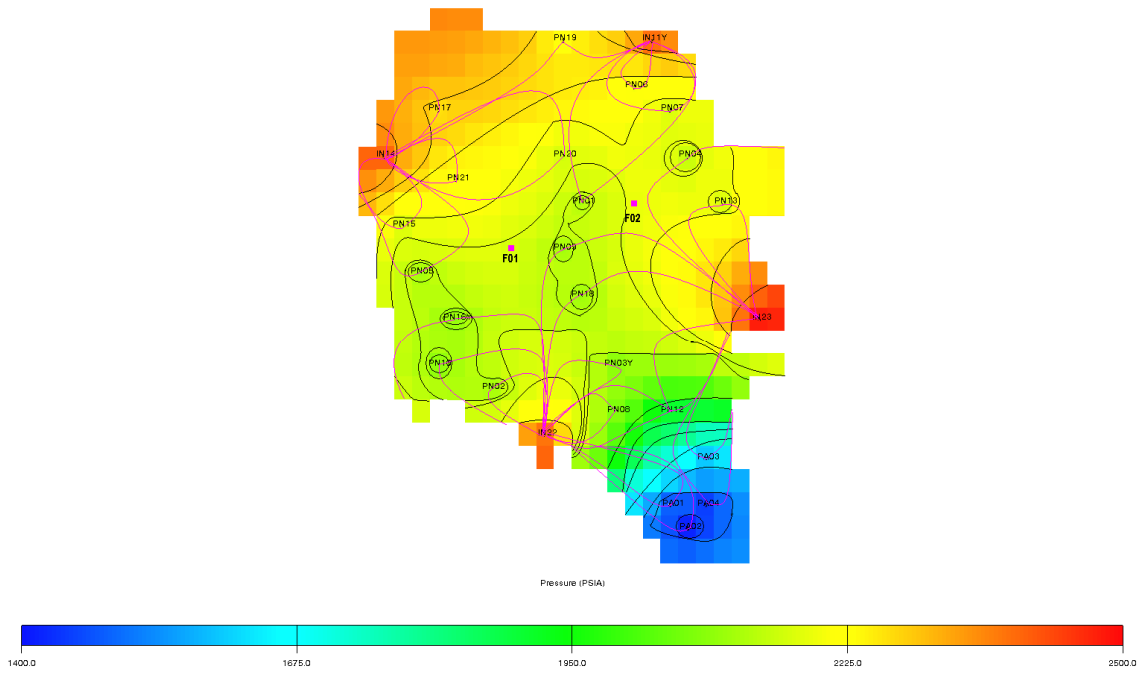 PN19 IN11Y
PN06
PN17 PN07
IN14 PN20 PN04
PN21
PN01 PN13
PN15 F02
PN09
F01
PN05
PN18
PN16 IN23
PN10 PN03Y
PN02
PN08 PN12
IN22
PA03
PA01 PA04
PA02
Pressure (PSIA)
1400.0 1675.0 1950.0 2225.0 2500.0